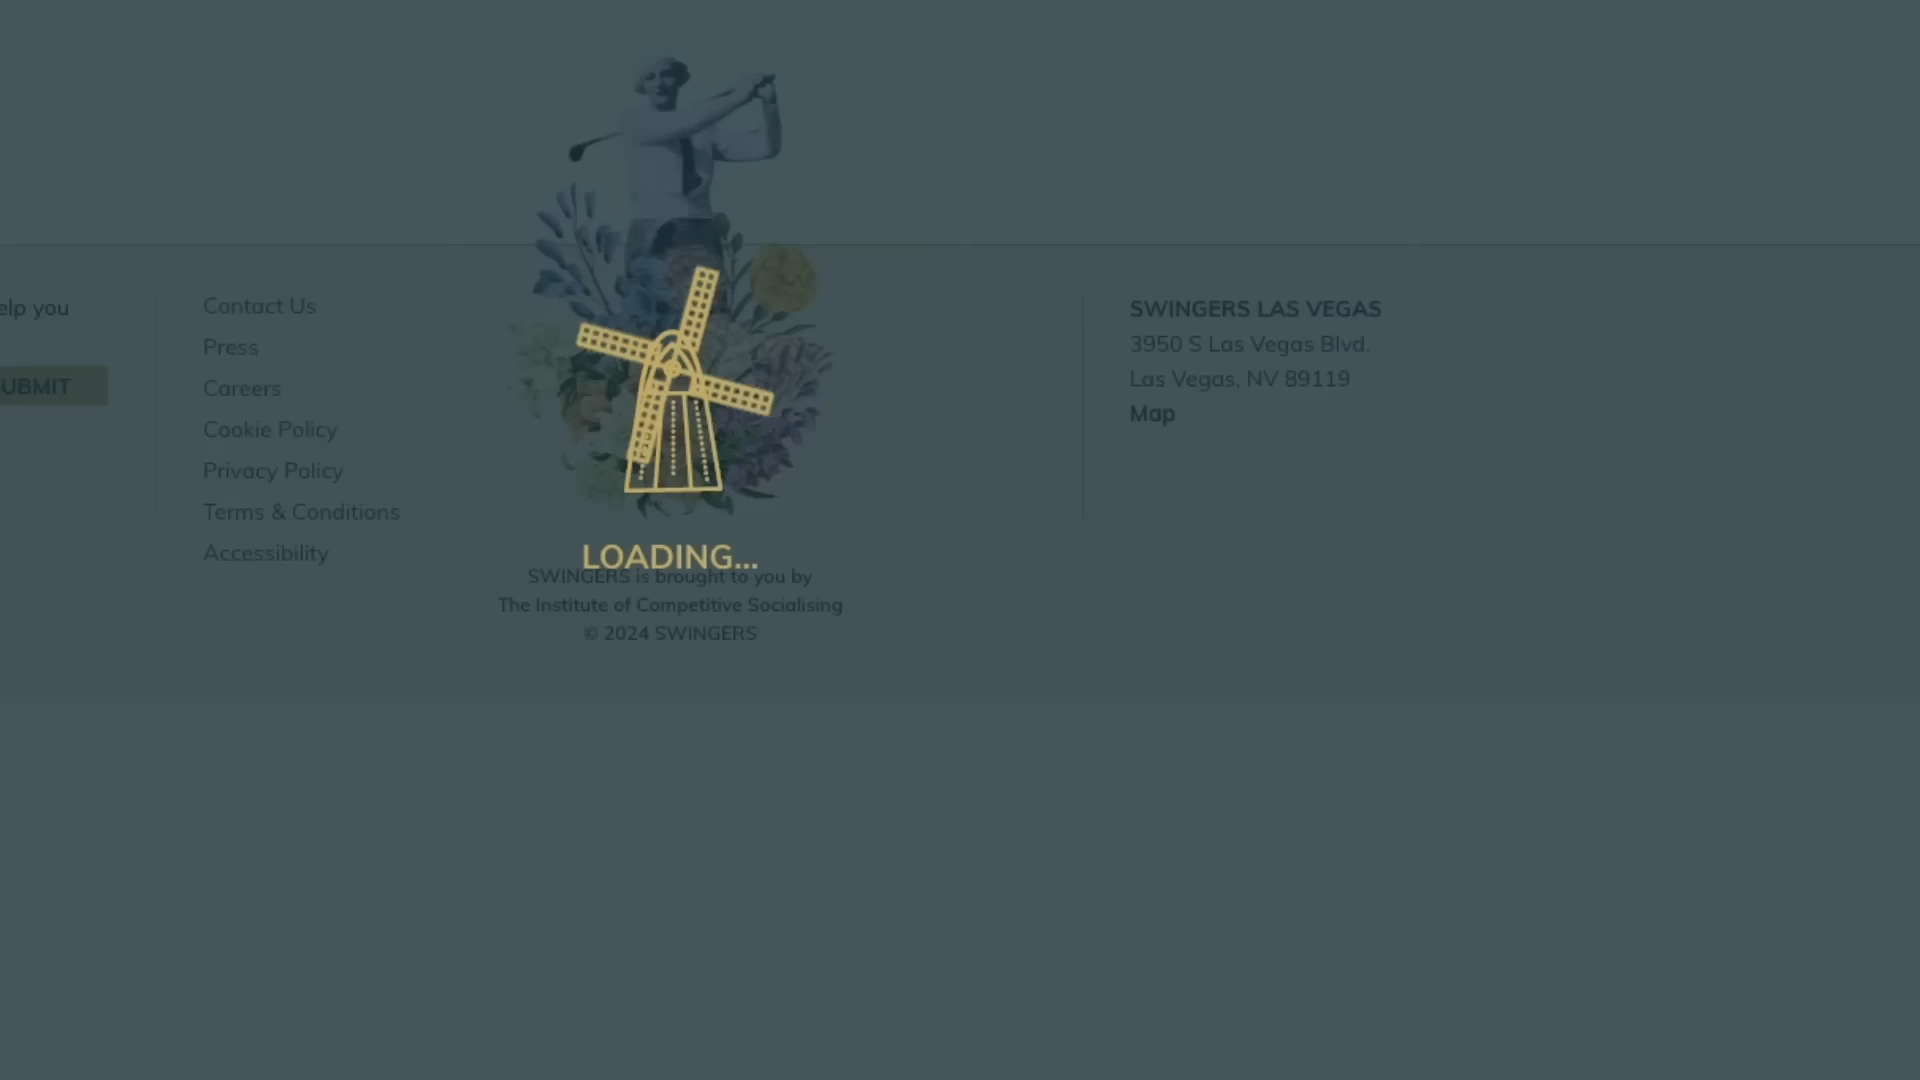 elp you
UBMIT
Contact Us
Press
Careers
Cookie Policy
Privacy Policy
Terms & Conditions
Accessibility
LOADING...
SWINGERS is brought to you by
The Institute of Competitive Socialising
© 2024 SWINGERS
SWINGERS LAS VEGAS
3950 S Las Vegas Blvd.
Las Vegas, NV 89119
Map